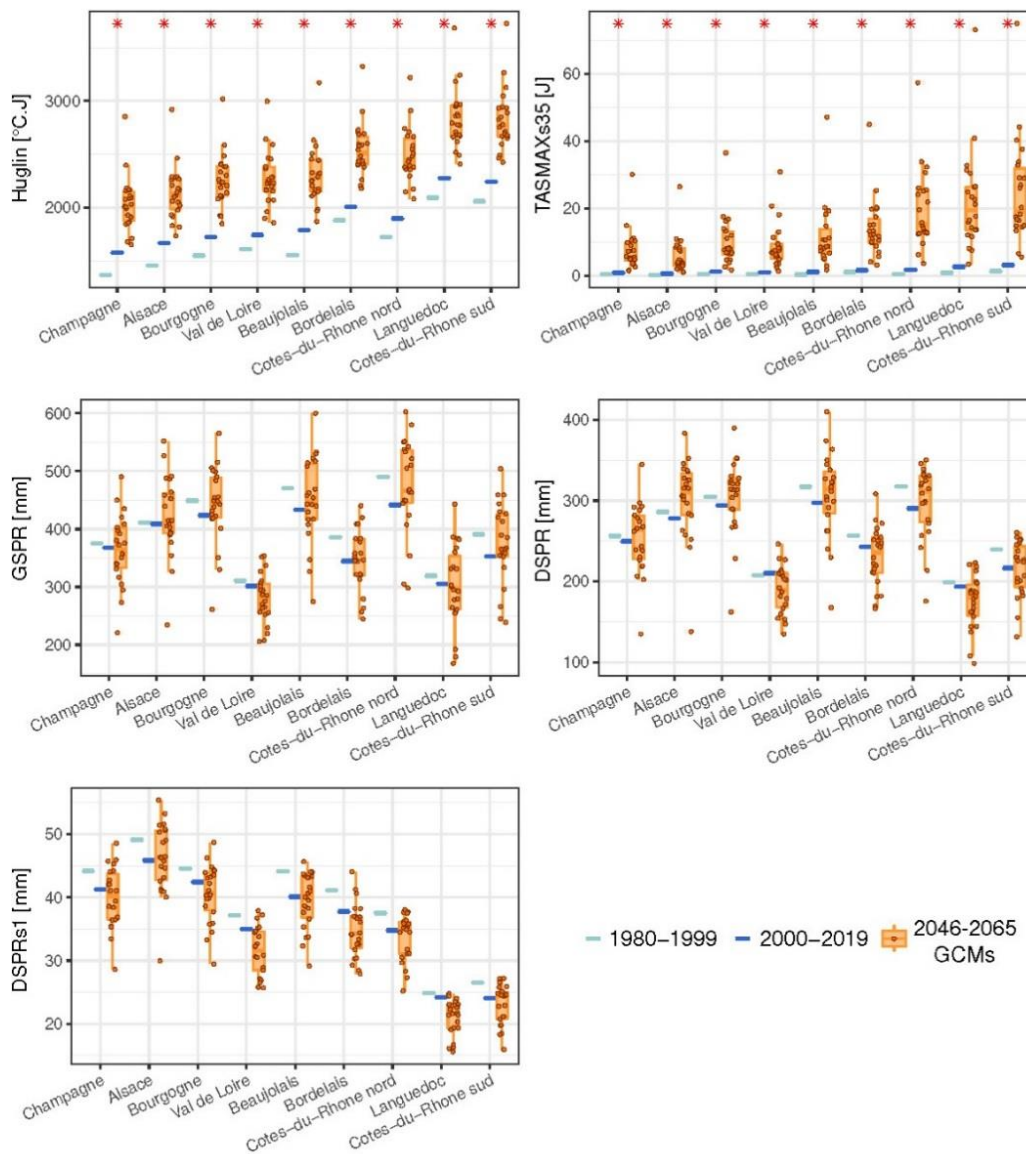 Huglin [°C.J]
3000
2000
Champagne
Alsace
Bourgogne
Val de Loire
Beaujolais
Bordelais
Cotes-du-Rhone nord
Languedoc
Cotes-du-Rhone sud
TASMAXs35 [J]
60
40
20
0
Champagne
Alsace
Bourgogne
Val de Loire
Beaujolais
Bordelais
Cotes-du-Rhone nord
Languedoc
Cotes-du-Rhone sud
GSPR [mm]
600
500
400
300
200
Champagne
Alsace
Bourgogne
Val de Loire
Beaujolais
Bordelais
Cotes-du-Rhone nord
Languedoc
Cotes-du-Rhone sud
DSPR [mm]
400
300
200
100
Champagne
Alsace
Bourgogne
Val de Loire
Beaujolais
Bordelais
Cotes-du-Rhone nord
Languedoc
Cotes-du-Rhone sud
DSPRs1 [mm]
50
40
30
20
Champagne
Alsace
Bourgogne
Val de Loire
Beaujolais
Bordelais
Cotes-du-Rhone nord
Languedoc
Cotes-du-Rhone sud
1980-1999
2000-2019
2046-2065
GCMs